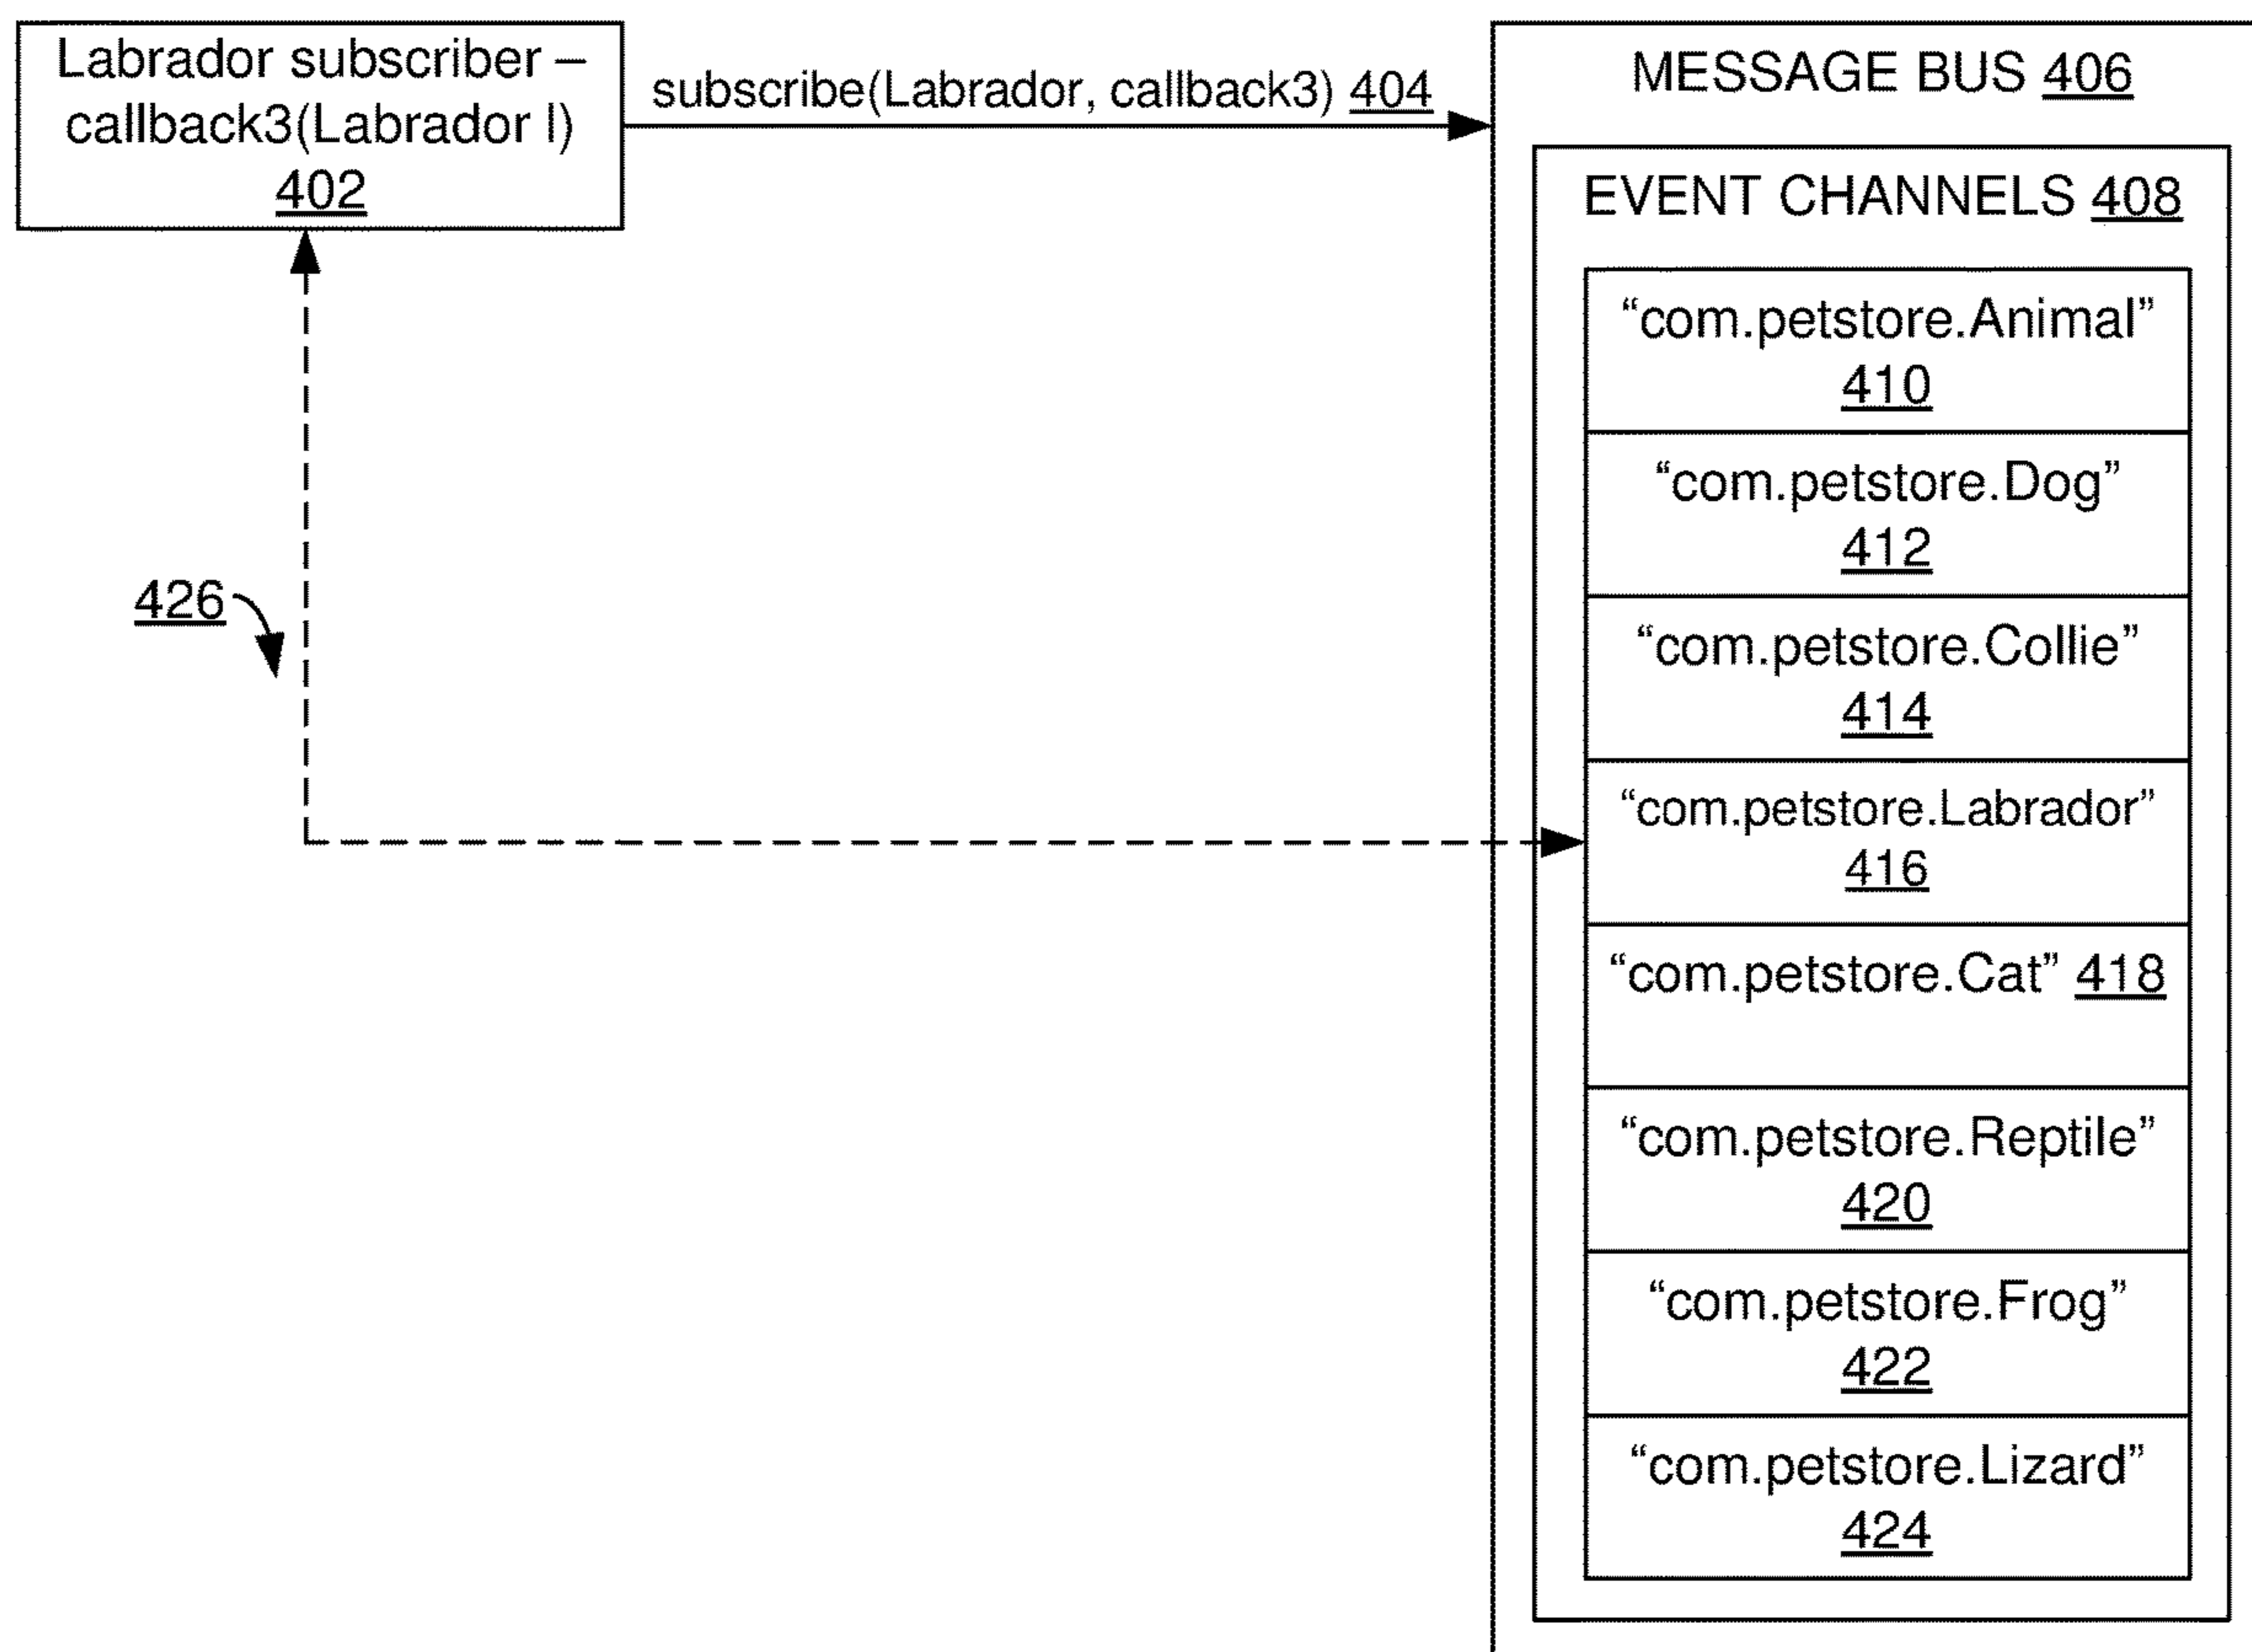 Labrador subscriber –
callback3(Labrador l)
402
subscribe(Labrador, callback3) 404
MESSAGE BUS 406
EVENT CHANNELS 408
“com.petstore.Animal”
410
“com.petstore.Dog”
412
“com.petstore.Collie”
414
“com.petstore.Labrador”
416
“com.petstore.Cat” 418
“com.petstore.Reptile”
420
“com.petstore.Frog”
422
“com.petstore.Lizard”
424
426